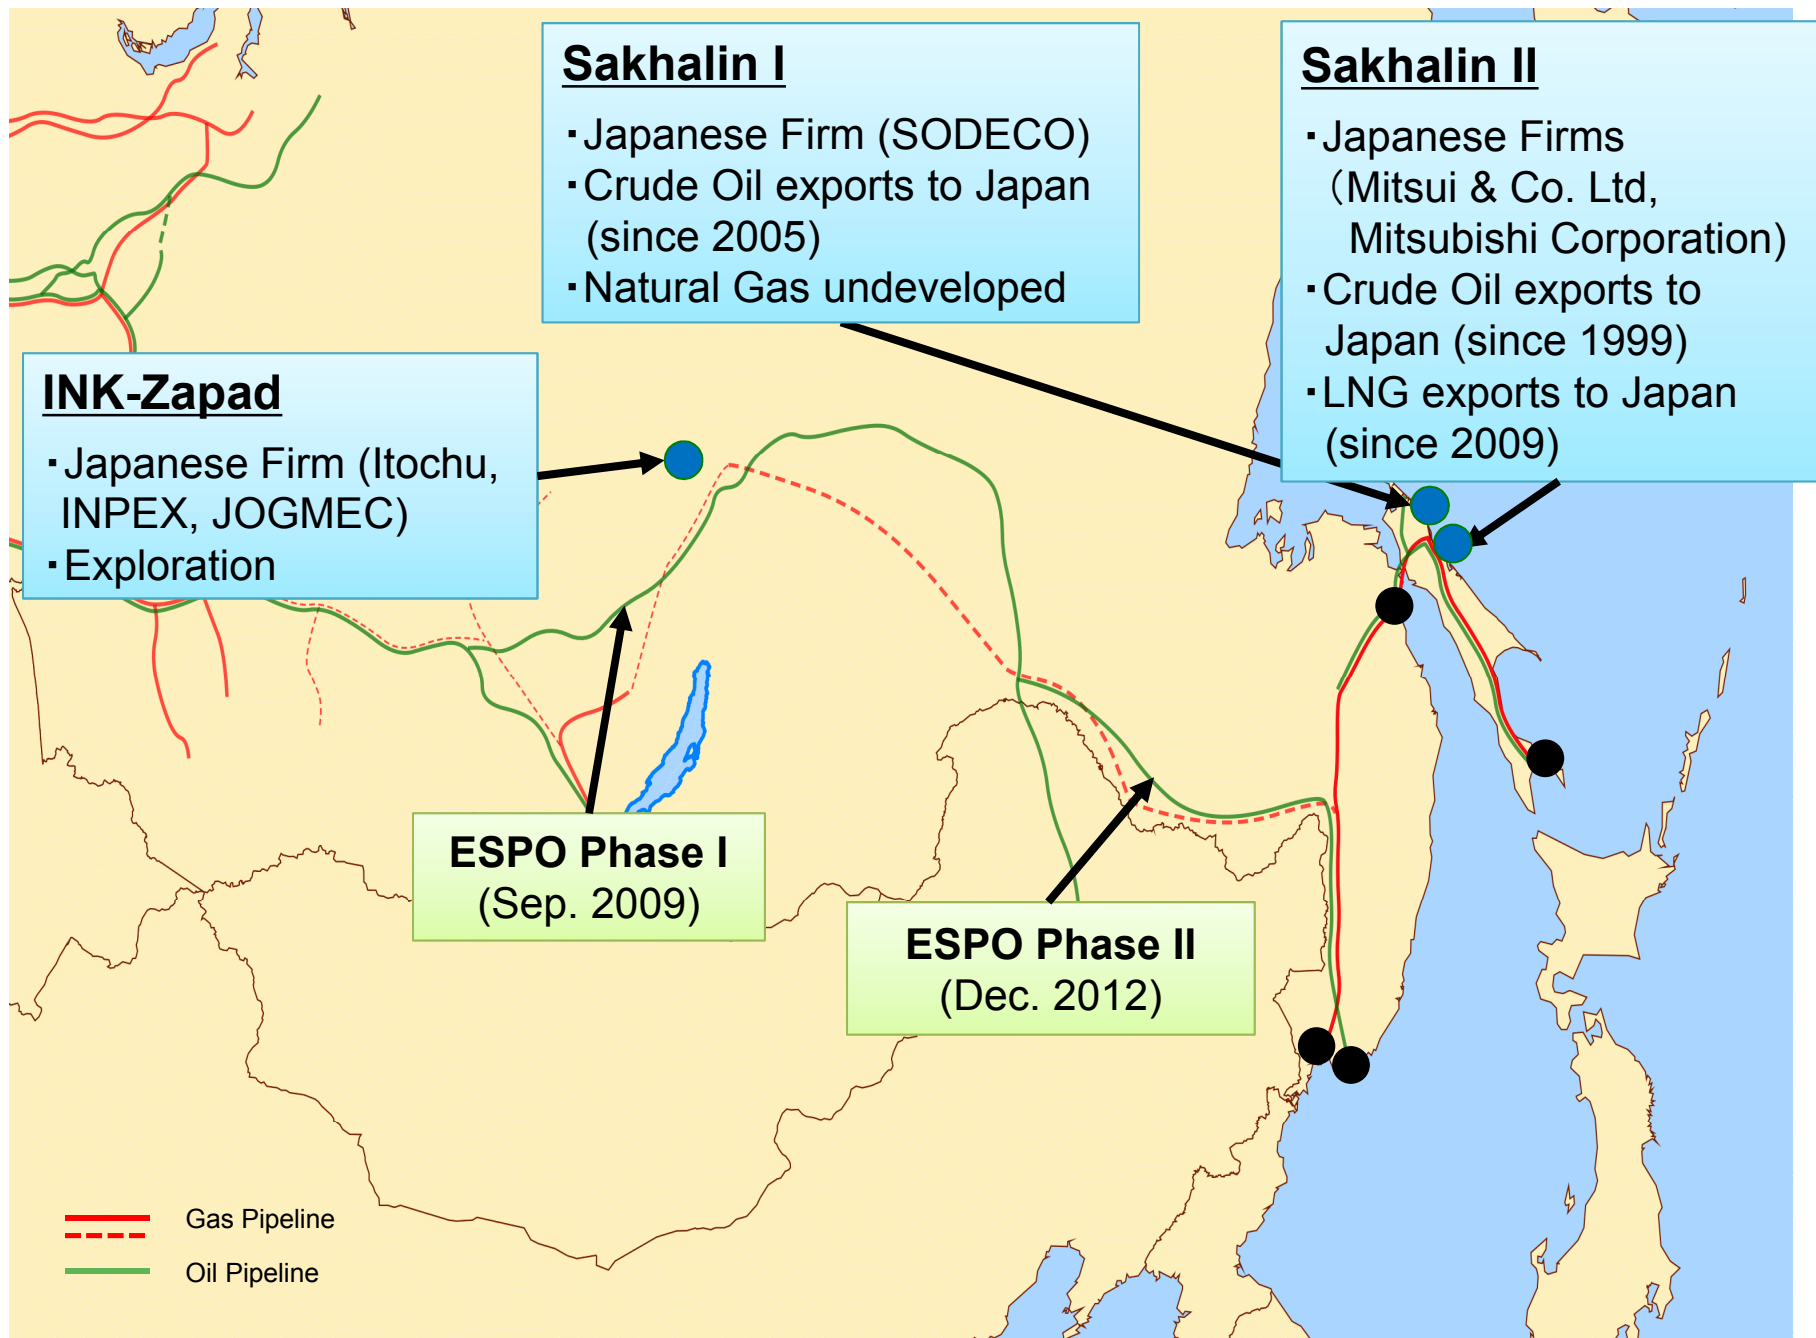 Sakhalin I
・Japanese Firm (SODECO)
・Crude Oil exports to Japan
(since 2005)
・Natural Gas undeveloped
Sakhalin II
・Japanese Firms
（Mitsui & Co. Ltd,
Mitsubishi Corporation)
・Crude Oil exports to
Japan (since 1999)
・LNG exports to Japan
(since 2009)
INK-Zapad
・Japanese Firm (Itochu,
INPEX, JOGMEC)
・Exploration
ESPO Phase I
(Sep. 2009)
ESPO Phase II
(Dec. 2012)
Gas Pipeline
Oil Pipeline